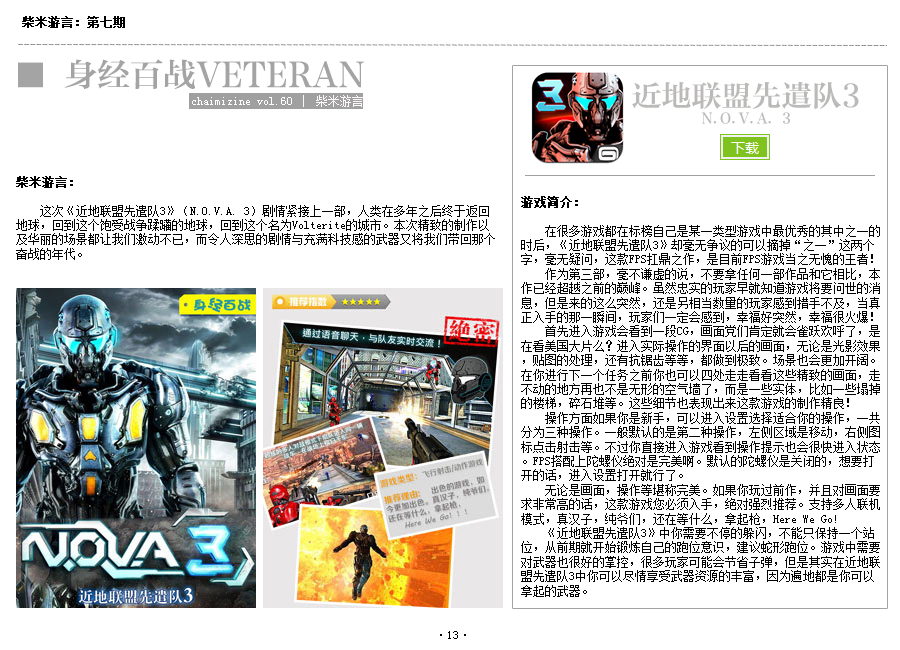 柴米游言：第七期
身经百战VETERAN
chaimizine vol.60 | 柴米游言
柴米游言：
这次《近地联盟先遣队3》（N.O.V.A. 3）剧情紧接上一部，人类在多年之后终于返回
地球，回到这个饱受战争蹂躏的地球，回到这个名为Volterite的城市。本次精致的制作以
及华丽的场景都让我们激动不已，而令人深思的剧情与充满科技感的武器又将我们带回那个
奋战的年代。
身经百战
N.O.V.A 3
近地联盟先遣队3
推荐指数 ★★★★★
绝密
通过语音聊天，与队友实时交流！
游戏类型：飞行射击/动作游戏
推荐理由：出色的游戏，如
今更加出色。真汉子，纯爷们，
还在等什么，拿起枪，
Here We Go！！！
3
近地联盟先遣队3
N.O.V.A. 3
下载
游戏简介：
在很多游戏都在标榜自己是某一类型游戏中最优秀的其中之一的
时后，《近地联盟先遣队3》却毫无争议的可以摘掉“之一”这两个
字，毫无疑问，这款FPS扛鼎之作，是目前FPS游戏当之无愧的王者！
作为第三部，毫不谦虚的说，不要拿任何一部作品和它相比，本
作已经超越了之前的巅峰。虽然忠实的玩家早就知道游戏将要问世的消
息，但是来的这么突然，还是另相当数量的玩家感到措手不及，当真
正入手的那一瞬间，玩家们一定会感到，幸福好突然，幸福很火爆！
首先进入游戏会看到一段CG，画面党们肯定就会雀跃欢呼了，是
在看美国大片么？进入实际操作的界面以后的画面，无论是光影效果
，贴图的处理，还有抗锯齿等等，都做到极致。场景也会更加开阔。
在你进行下一个任务之前你也可以四处走走看看这些精致的画面，走
不动的地方再也不是无形的空气墙了，而是一些实体，比如一些塌掉
的楼梯，碎石堆等。这些细节也表现出来这款游戏的制作精良！
操作方面如果你是新手，可以进入设置选择适合你的操作，一共
分为三种操作。一般默认的是第二种操作，左侧区域是移动，右侧图
标点击射击等。不过你直接进入游戏看到操作提示也会很快进入状态
。FPS搭配上陀螺仪绝对是完美啊。默认的陀螺仪是关闭的，想要打
开的话，进入设置打开就行了。
无论是画面，操作等堪称完美。如果你玩过前作，并且对画面要
求非常高的话，这款游戏您必须入手，绝对强烈推荐。支持多人联机
模式，真汉子，纯爷们，还在等什么，拿起枪，Here We Go!
《近地联盟先遣队3》中你需要不停的躲闪，不能只保持一个站
位，从前期就开始锻炼自己的跑位意识，建议蛇形跑位。游戏中需要
对武器也很好的掌控，很多玩家可能会节省子弹，但是其实在近地联
盟先遣队3中你可以尽情享受武器资源的丰富，因为遍地都是你可以
拿起的武器。
·13·